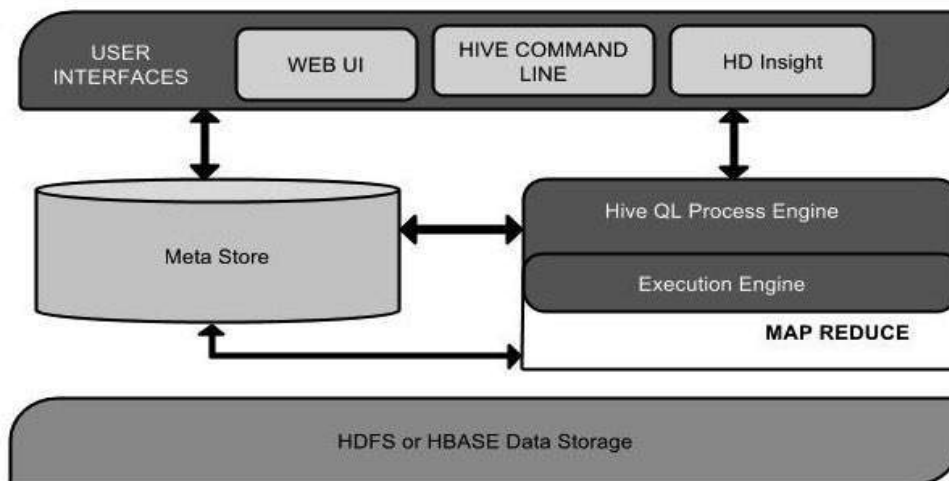 USER
INTERFACES
WEB UI
HIVE COMMAND
LINE
HD Insight
Meta Store
Hive QL Process Engine
Execution Engine
MAP REDUCE
HDFS or HBASE Data Storage